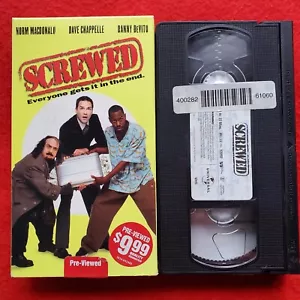 NORM MACDONALD DAVE CHAPPELLE DANNY DEVITO
SCREWED
Everyone gets it in the end.
PRE-VIEWED
$9.99
Pre-Viewed
400282
61060
SCREWED
UNIVERSAL